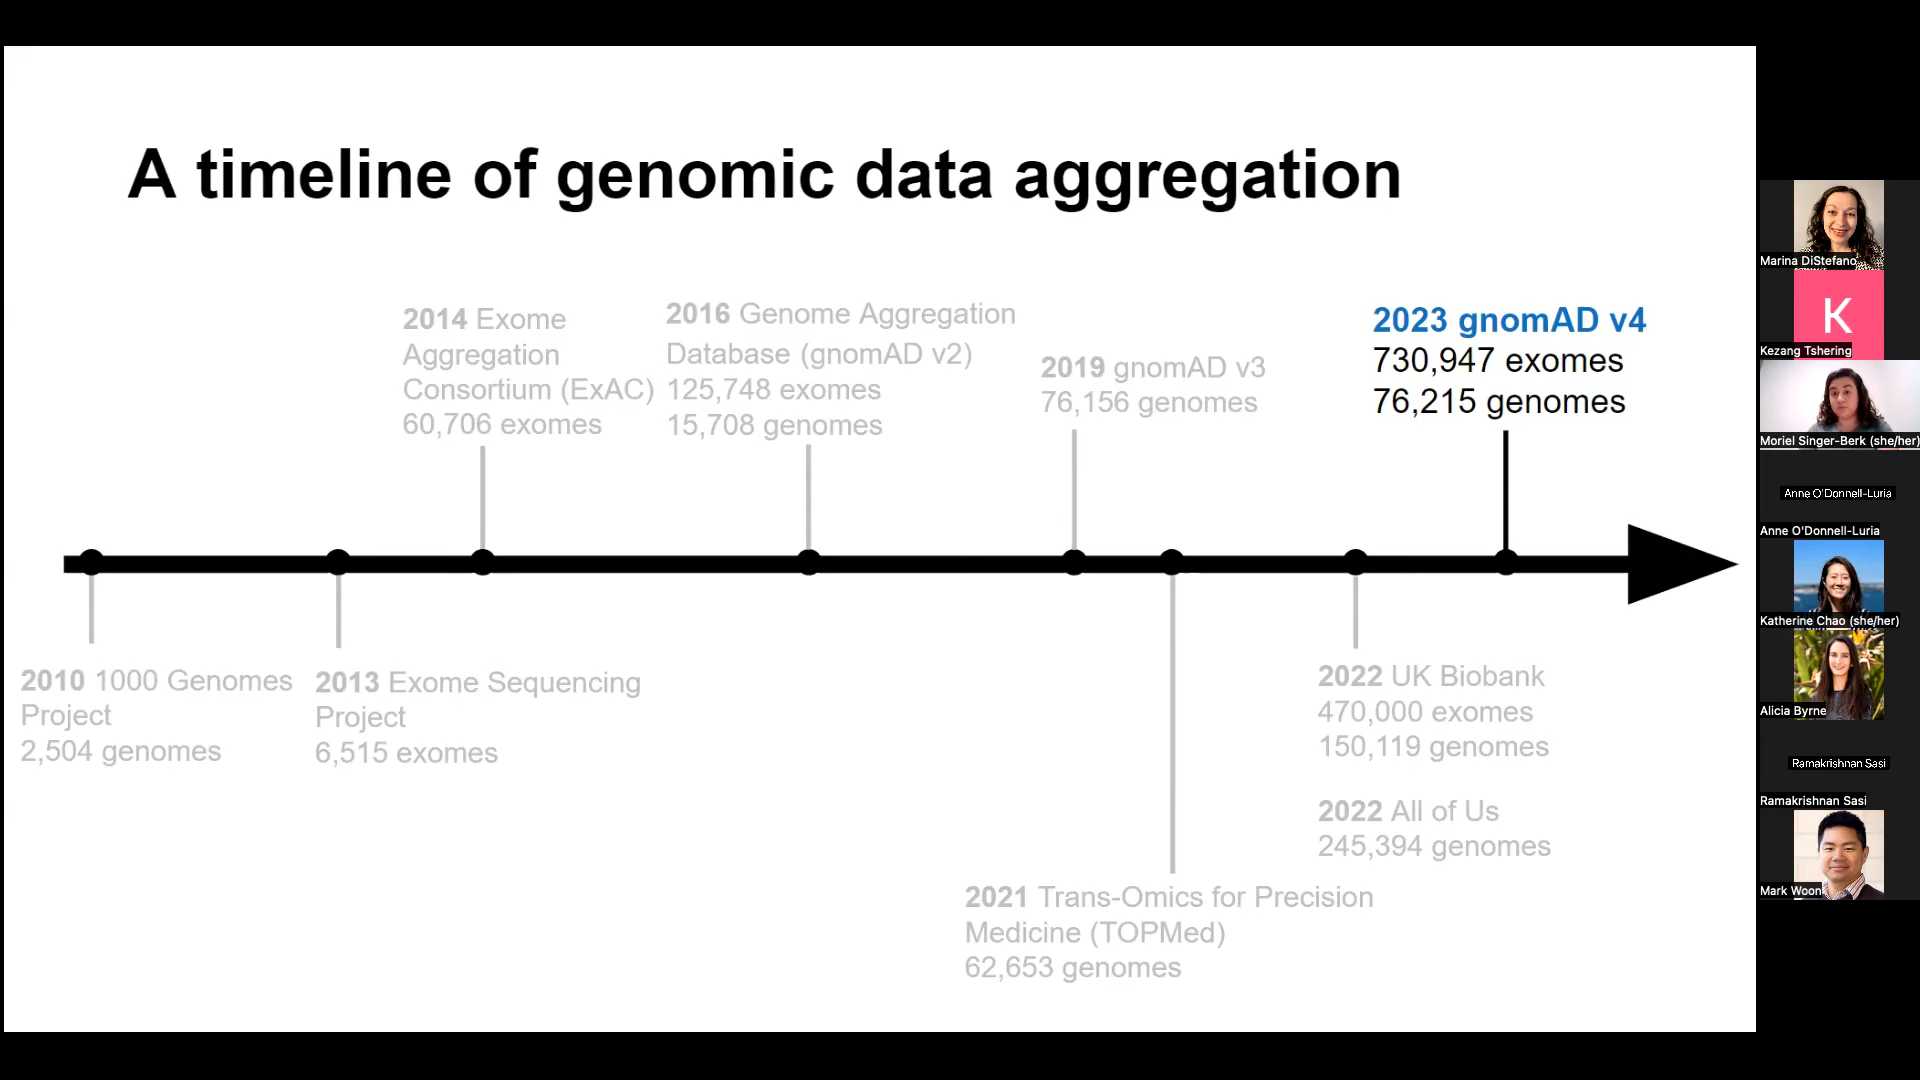 A timeline of genomic data aggregation
2014 Exome
Aggregation
Consortium (ExAC)
60,706 exomes
2016 Genome Aggregation
Database (gnomAD v2)
125,748 exomes
15,708 genomes
2019 gnomAD v3
76,156 genomes
2023 gnomAD v4
730,947 exomes
76,215 genomes
2010 1000 Genomes
Project
2,504 genomes
2013 Exome Sequencing
Project
6,515 exomes
2022 UK Biobank
470,000 exomes
150,119 genomes
2022 All of Us
245,394 genomes
2021 Trans-Omics for Precision
Medicine (TOPMed)
62,653 genomes
Marina DiStefano
K
Kezang Tshering
Moriel Singer-Berk (she/her)
Anne O'Donnell-Luria
Anne O'Donnell-Luria
Katherine Chao (she/her)
Alicia Byrne
Ramakrishnan Sasi
Ramakrishnan Sasi
Mark Woon